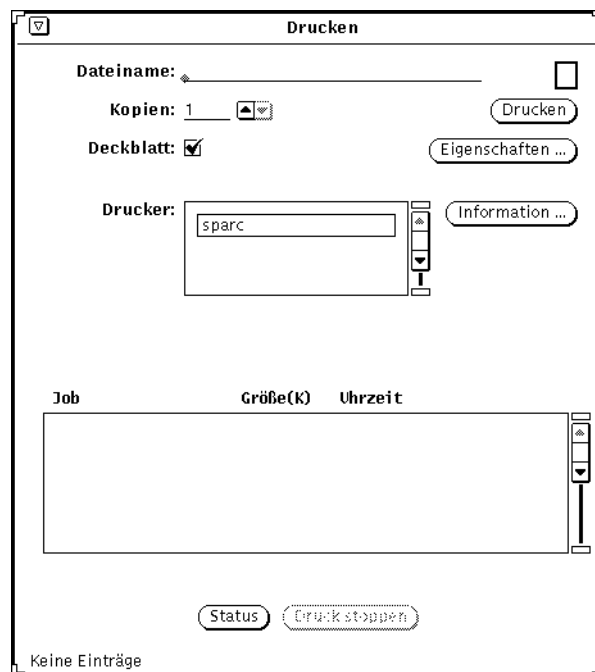 Drucken
Dateiname:
Kopien: 1
Drucken
Deckblatt:
Eigenschaften ...
Drucker:
sparc
Information ...
Job Größe(K) Uhrzeit
Status Druck stoppen
Keine Einträge